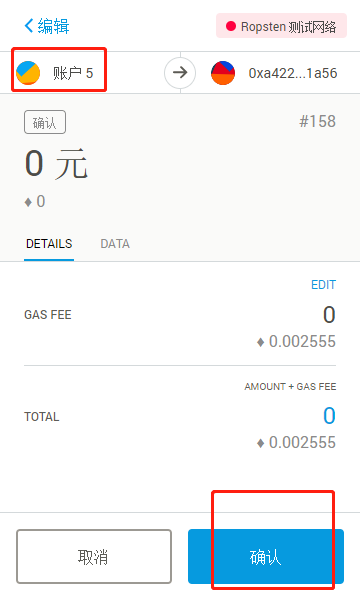 编辑
Ropsten 测试网络
账户 5
0xa422...1a56
确认
#158
0 元
♦ 0
DETAILS
DATA
EDIT
GAS FEE
0
♦ 0.002555
AMOUNT + GAS FEE
TOTAL
0
♦ 0.002555
取消
确认